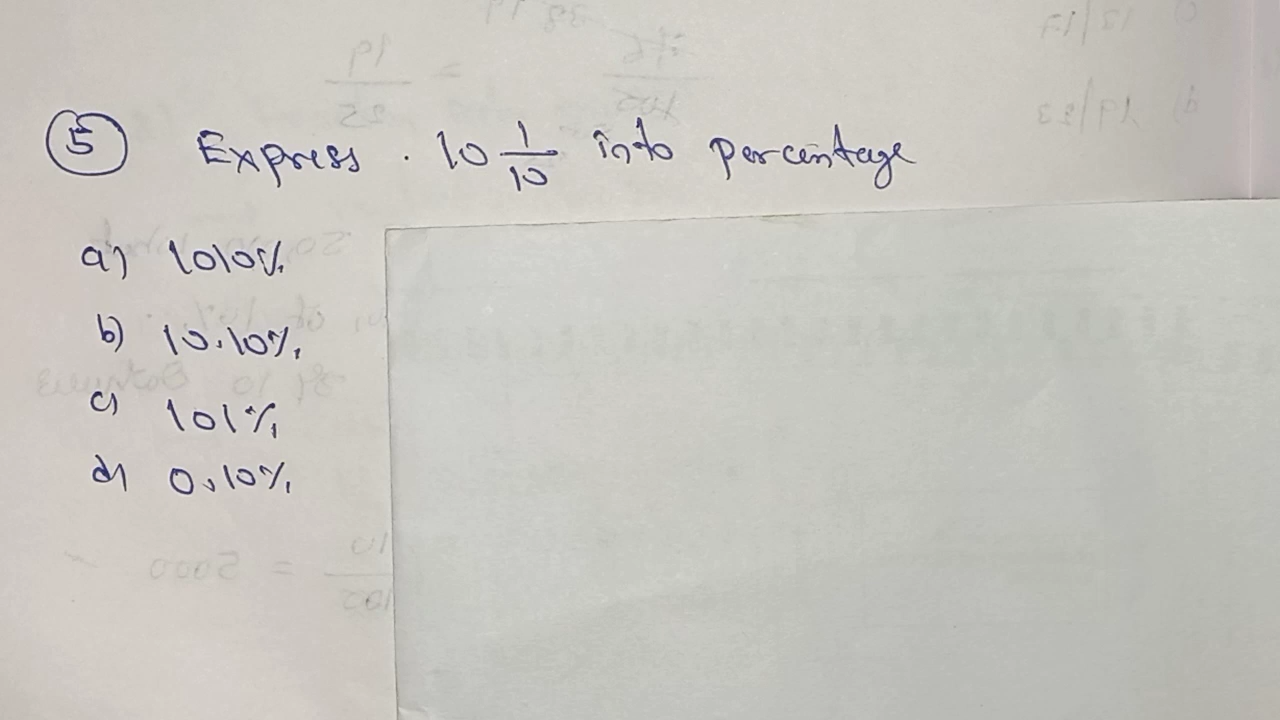 5 Express . 10 1/10 into percentage
a) 1010%
b) 10.10%
c) 101%
d) 0.10%